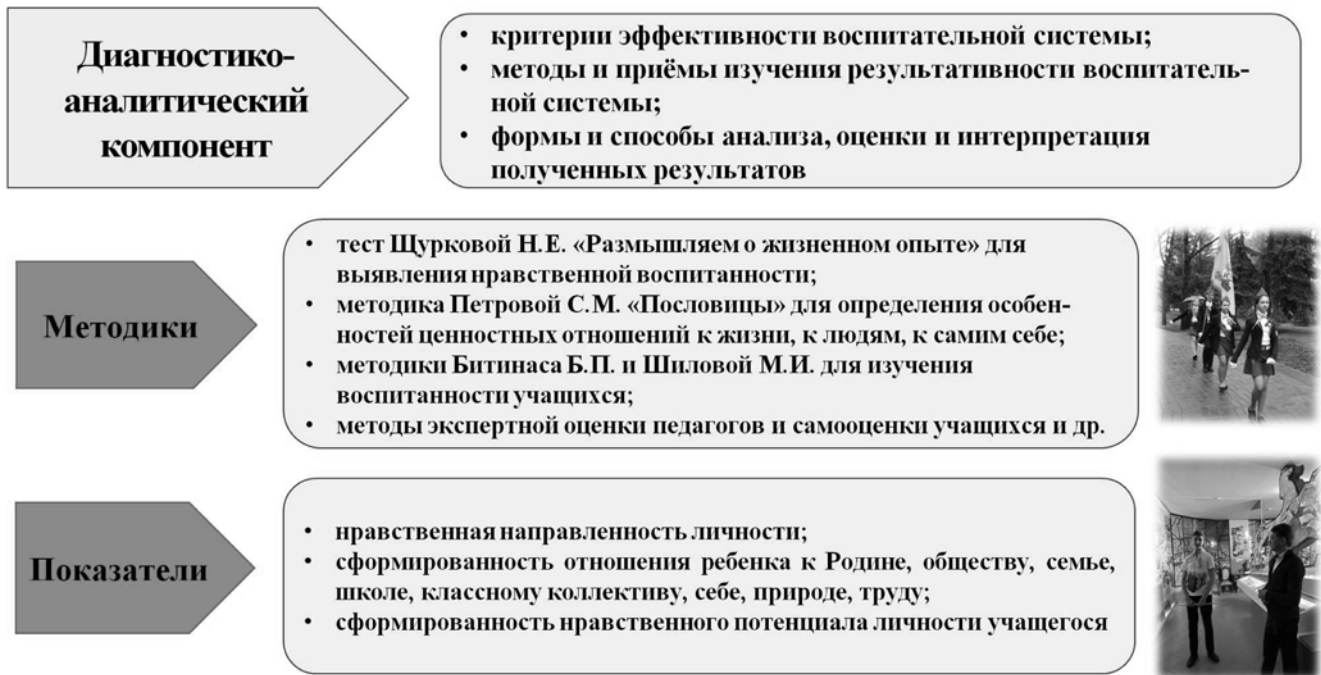 Диагностико-
аналитический
компонент
• критерии эффективности воспитательной системы;
• методы и приёмы изучения результативности воспитатель-
ной системы;
• формы и способы анализа, оценки и интерпретация
полученных результатов
Методики
• тест Щурковой Н.Е. «Размышляем о жизненном опыте» для
выявления нравственной воспитанности;
• методика Петровой С.М. «Пословицы» для определения особен-
ностей ценностных отношений к жизни, к людям, к самим себе;
• методики Битинаса Б.П. и Шиловой М.И. для изучения
воспитанности учащихся;
• методы экспертной оценки педагогов и самооценки учащихся и др.
Показатели
• нравственная направленность личности;
• сформированность отношения ребенка к Родине, обществу, семье,
школе, классному коллективу, себе, природе, труду;
• сформированность нравственного потенциала личности учащегося